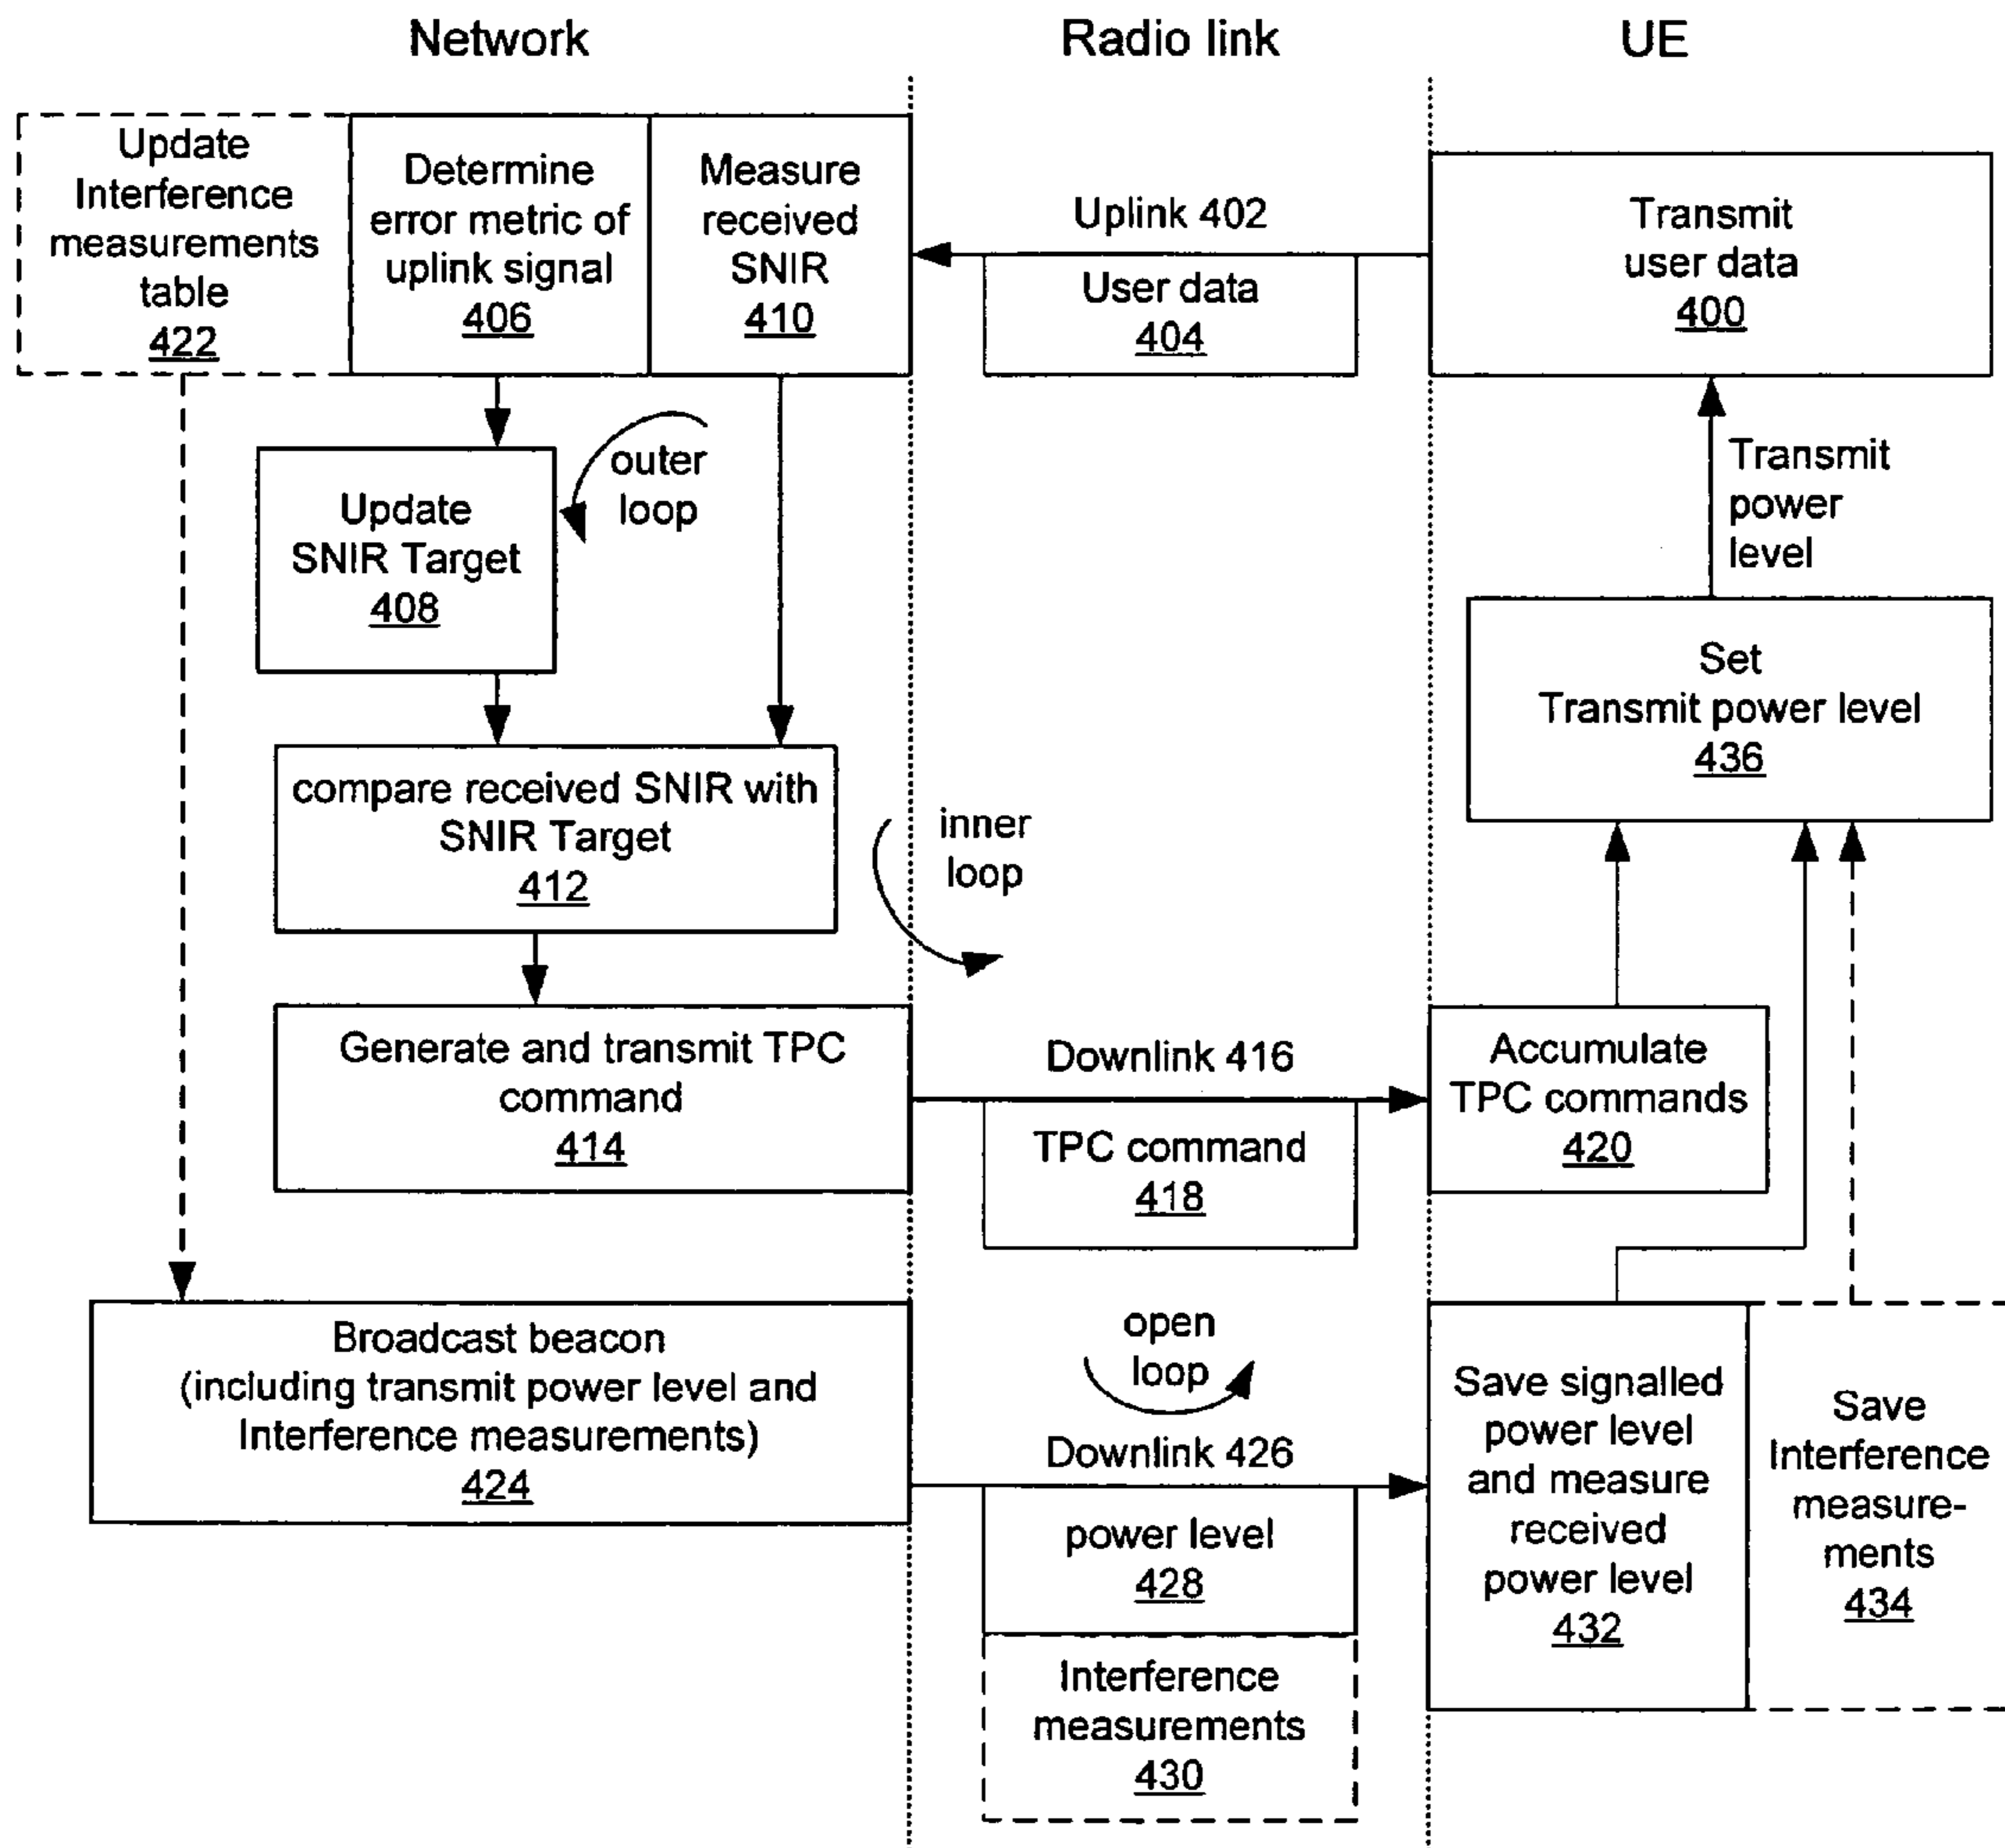 Network
Radio link
UE
Update
Interference
measurements
table
422
Determine
error metric of
uplink signal
406
Measure
received
SNIR
410
Uplink 402
User data
404
Transmit
user data
400
outer
loop
Update
SNIR Target
408
Transmit
power
level
Set
Transmit power level
436
compare received SNIR with
SNIR Target
412
inner
loop
Generate and transmit TPC
command
414
Downlink 416
TPC command
418
Accumulate
TPC commands
420
Broadcast beacon
(including transmit power level and
Interference measurements)
424
open
loop
Downlink 426
power level
428
Interference
measurements
430
Save signalled
power level
and measure
received
power level
432
Save
Interference
measure-
ments
434